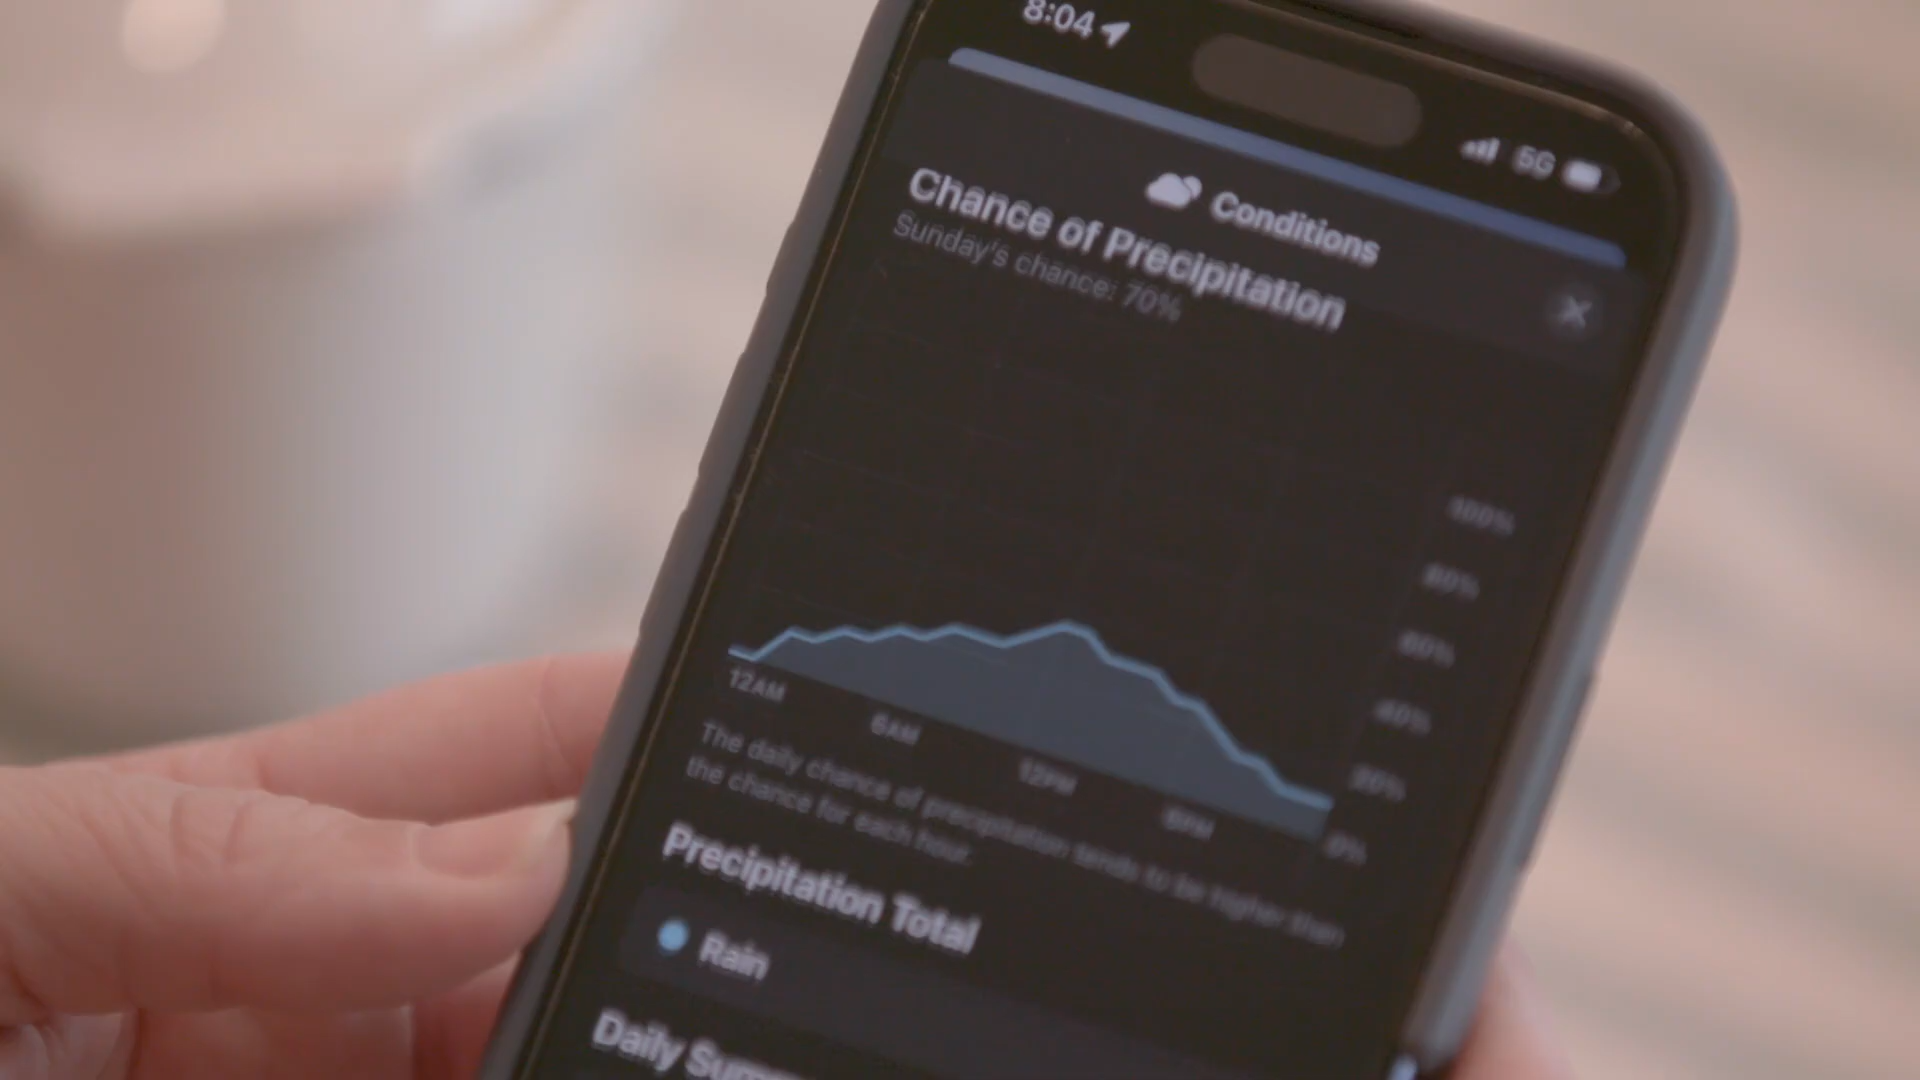 8:04
5G
Conditions
Chance of Precipitation
Sunday's chance: 70%
100%
80%
60%
40%
20%
0%
12AM
6AM
12PM
6PM
The daily chance of precipitation tends to be higher than
the chance for each hour.
Precipitation Total
Rain
Daily